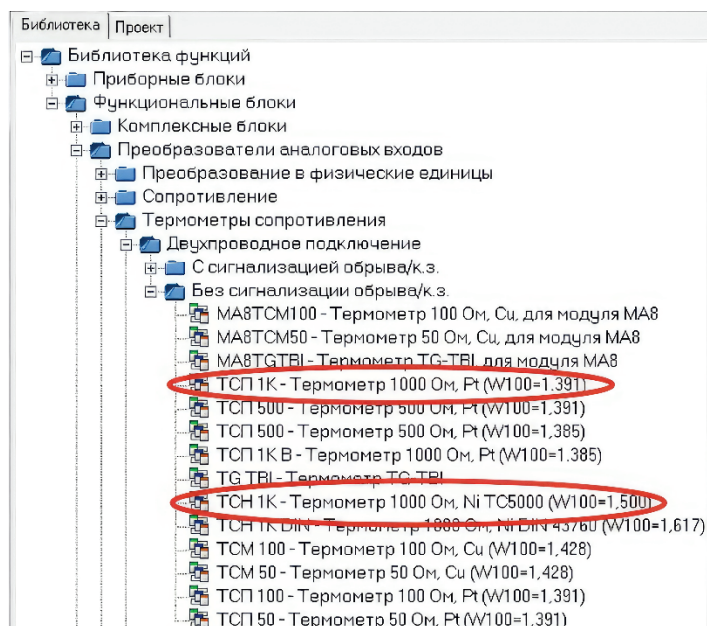 Библиотека Проект
Библиотека функций
Приборные блоки
Функциональные блоки
Комплексные блоки
Преобразователи аналоговых входов
Преобразование в физические единицы
Сопротивление
Термометры сопротивления
Двухпроводное подключение
С сигнализацией обрыва/к.з.
Без сигнализации обрыва/к.з.
MA8TCM100 - Термометр 100 Ом, Cu, для модуля MA8
MA8TCM50 - Термометр 50 Ом, Cu, для модуля MA8
MA8TGTBI - Термометр TG-TBI, для модуля MA8
ТСП 1К - Термометр 1000 Ом, Pt (W100=1.391)
ТСП 500 - Термометр 500 Ом, Pt (W100=1,391)
ТСП 500 - Термометр 500 Ом, Pt (W100=1,385)
ТСП 1К В - Термометр 1000 Ом, Pt (W100=1.385)
TG TBI - Термометр TG-TBI
ТСН 1К - Термометр 1000 Ом, Ni TC5000 (W100=1,500)
ТСН 1К DIN - Термометр 1000 Ом, Ni DIN 43760 (W100=1,617)
ТСМ 100 - Термометр 100 Ом, Cu (W100=1,428)
ТСМ 50 - Термометр 50 Ом, Cu (W100=1,428)
ТСП 100 - Термометр 100 Ом, Pt (W100=1,391)
ТСП 50 - Термометр 50 Ом, Pt (W100=1,391)